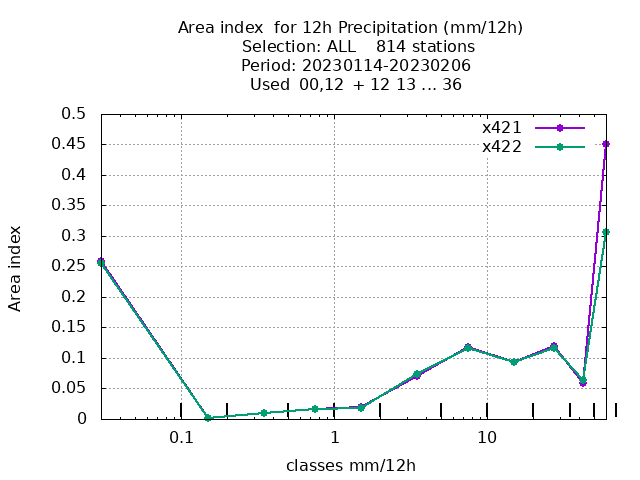 Area index  for 12h Precipitation (mm/12h)
Selection: ALL    814 stations
Period: 20230114-20230206
Used  00,12  + 12 13 ... 36
x421
x422
0.5
0.45
0.4
0.35
0.3
0.25
0.2
0.15
0.1
0.05
0
Area index
0.1
1
10
classes mm/12h